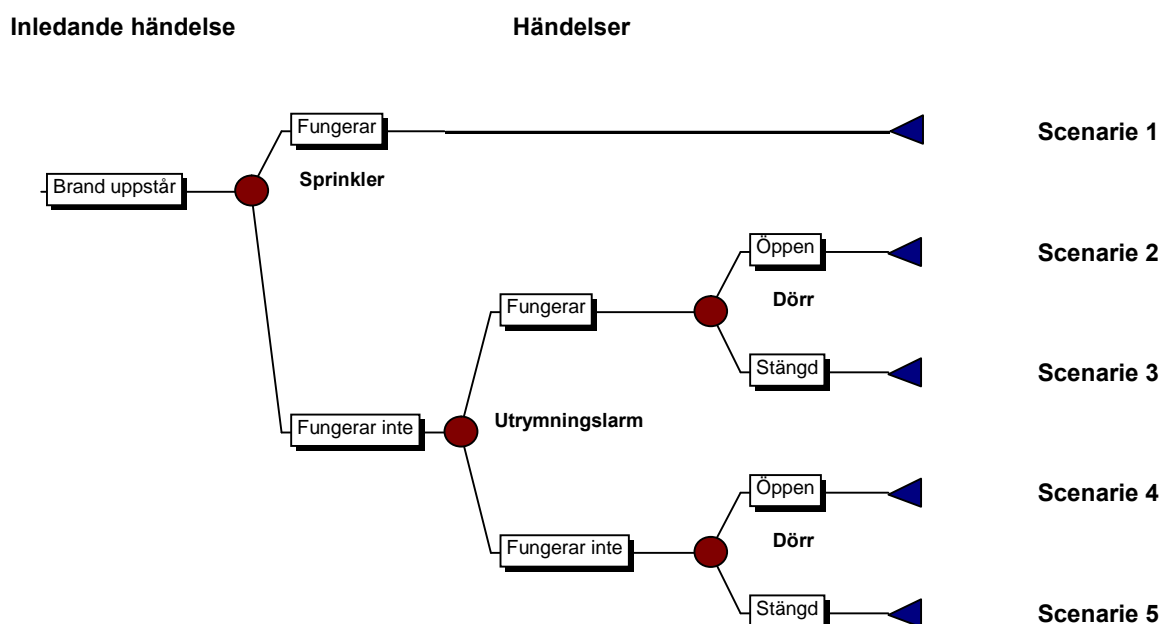 Inledande händelse Händelser
Fungerar Scenarie 1
Sprinkler
Brand uppstår
Öppen Scenarie 2
Dörr
Fungerar
Stängd Scenarie 3
Utrymningslarm
Fungerar inte
Öppen Scenarie 4
Dörr
Fungerar inte
Stängd Scenarie 5